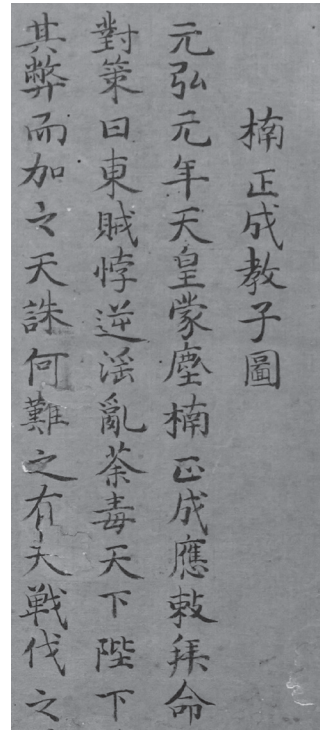 楠正成教子圖
元弘元年天皇蒙塵楠正成應敕拜命
對策曰東賊悖逆滛亂荼毒天下陛下
其弊而加之天誅何難之有夫戦伐之